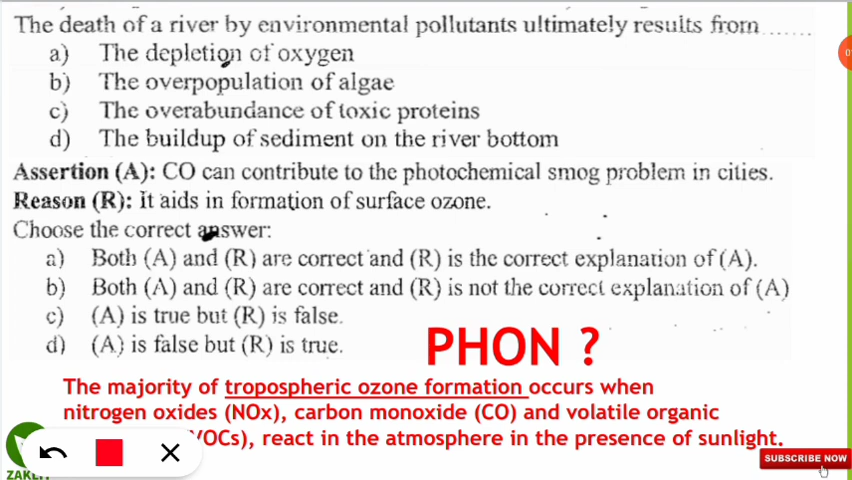 The death of a river by environmental pollutants ultimately results from.......
a) The depletion of oxygen
b) The overpopulation of algae
c) The overabundance of toxic proteins
d) The buildup of sediment on the river bottom
Assertion (A): CO can contribute to the photochemical smog problem in cities.
Reason (R): It aids in formation of surface ozone.
Choose the correct answer:
a) Both (A) and (R) are correct and (R) is the correct explanation of (A).
b) Both (A) and (R) are correct and (R) is not the correct explanation of (A)
c) (A) is true but (R) is false.
d) (A) is false but (R) is true.
PHON ?
The majority of tropospheric ozone formation occurs when
nitrogen oxides (NOx), carbon monoxide (CO) and volatile organic
VOCs), react in the atmosphere in the presence of sunlight.
SUBSCRIBE NOW